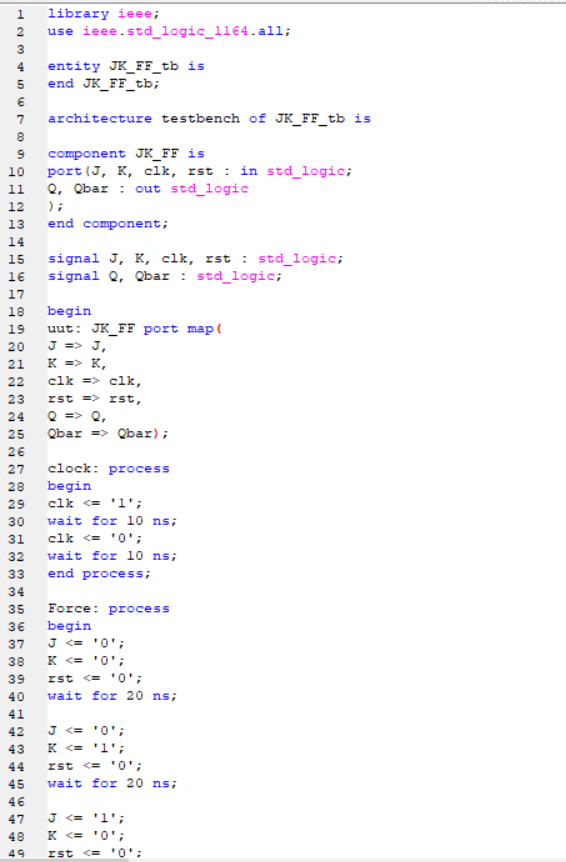 1 library ieee;
2 use ieee.std_logic_1164.all;
3
4 entity JK_FF_tb is
5 end JK_FF_tb;
6
7 architecture testbench of JK_FF_tb is
8
9 component JK_FF is
10 port(J, K, clk, rst : in std_logic;
11 Q, Qbar : out std_logic
12 );
13 end component;
14
15 signal J, K, clk, rst : std_logic;
16 signal Q, Qbar : std_logic;
17
18 begin
19 uut: JK_FF port map(
20 J => J,
21 K => K,
22 clk => clk,
23 rst => rst,
24 Q => Q,
25 Qbar => Qbar);
26
27 clock: process
28 begin
29 clk <= '1';
30 wait for 10 ns;
31 clk <= '0';
32 wait for 10 ns;
33 end process;
34
35 Force: process
36 begin
37 J <= '0';
38 K <= '0';
39 rst <= '0';
40 wait for 20 ns;
41
42 J <= '0';
43 K <= '1';
44 rst <= '0';
45 wait for 20 ns;
46
47 J <= '1';
48 K <= '0';
49 rst <= '0';